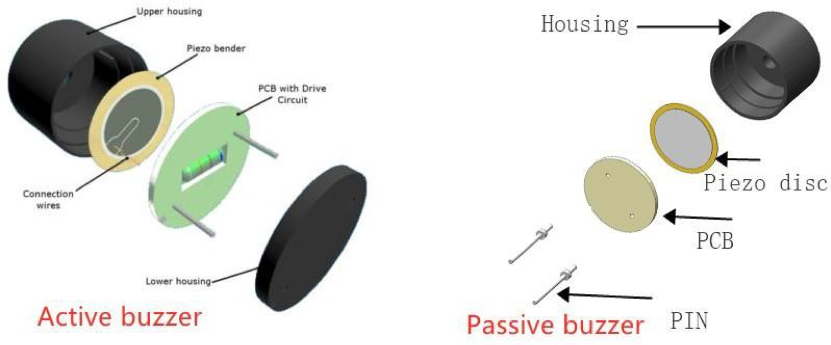 Upper housing
Piezo bender
PCB with Drive
Circuit
Connection
wires
Lower housing
Active buzzer
Housing
Piezo disc
PCB
PIN
Passive buzzer